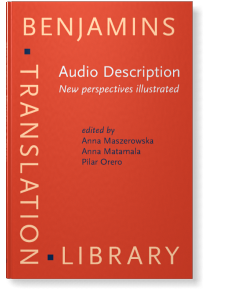 BENJAMINS
TRANSLATION
LIBRARY
Audio Description
New perspectives illustrated
edited by
Anna Maszerowska
Anna Matamala
Pilar Orero